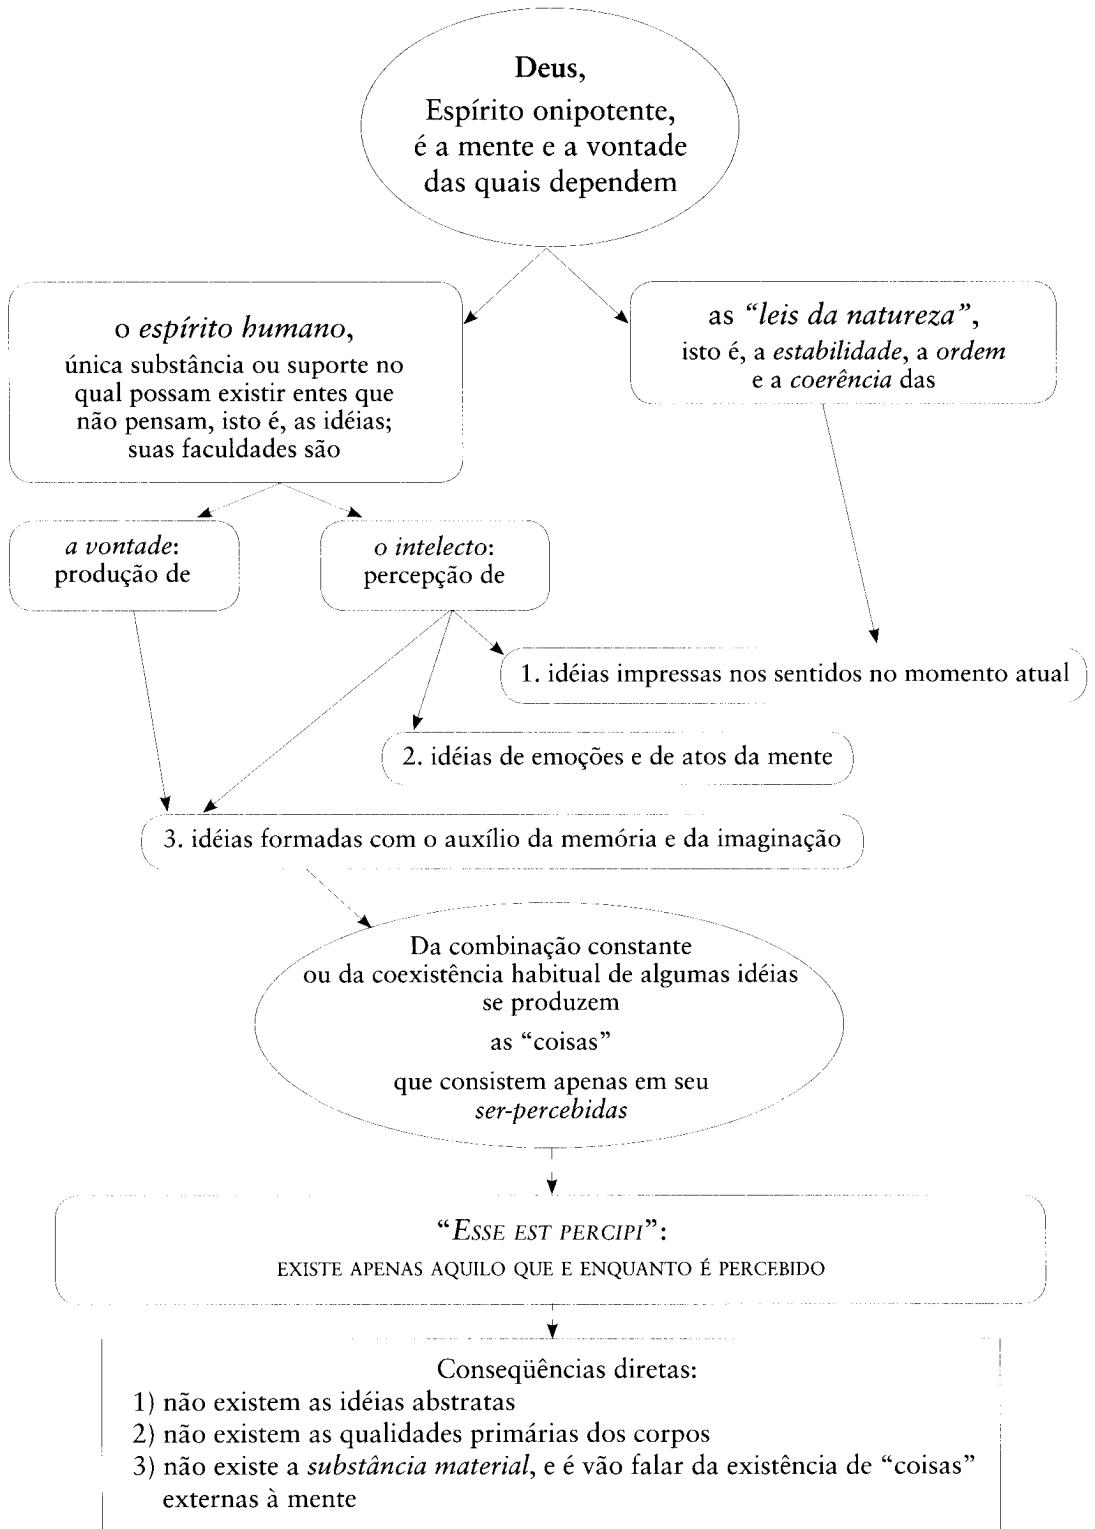 Deus,
Espírito onipotente,
é a mente e a vontade
das quais dependem
o espírito humano,
única substância ou suporte no
qual possam existir entes que
não pensam, isto é, as idéias;
suas faculdades são
as “leis da natureza”,
isto é, a estabilidade, a ordem
e a coerência das
a vontade:
produção de
o intelecto:
percepção de
1. idéias impressas nos sentidos no momento atual
2. idéias de emoções e de atos da mente
3. idéias formadas com o auxílio da memória e da imaginação
Da combinação constante
ou da coexistência habitual de algumas idéias
se produzem
as “coisas”
que consistem apenas em seu
ser-percebidas
“ESSE EST PERCIPI”:
EXISTE APENAS AQUILO QUE E ENQUANTO É PERCEBIDO
Conseqüências diretas:
1) não existem as idéias abstratas
2) não existem as qualidades primárias dos corpos
3) não existe a substância material, e é vão falar da existência de “coisas”
externas à mente